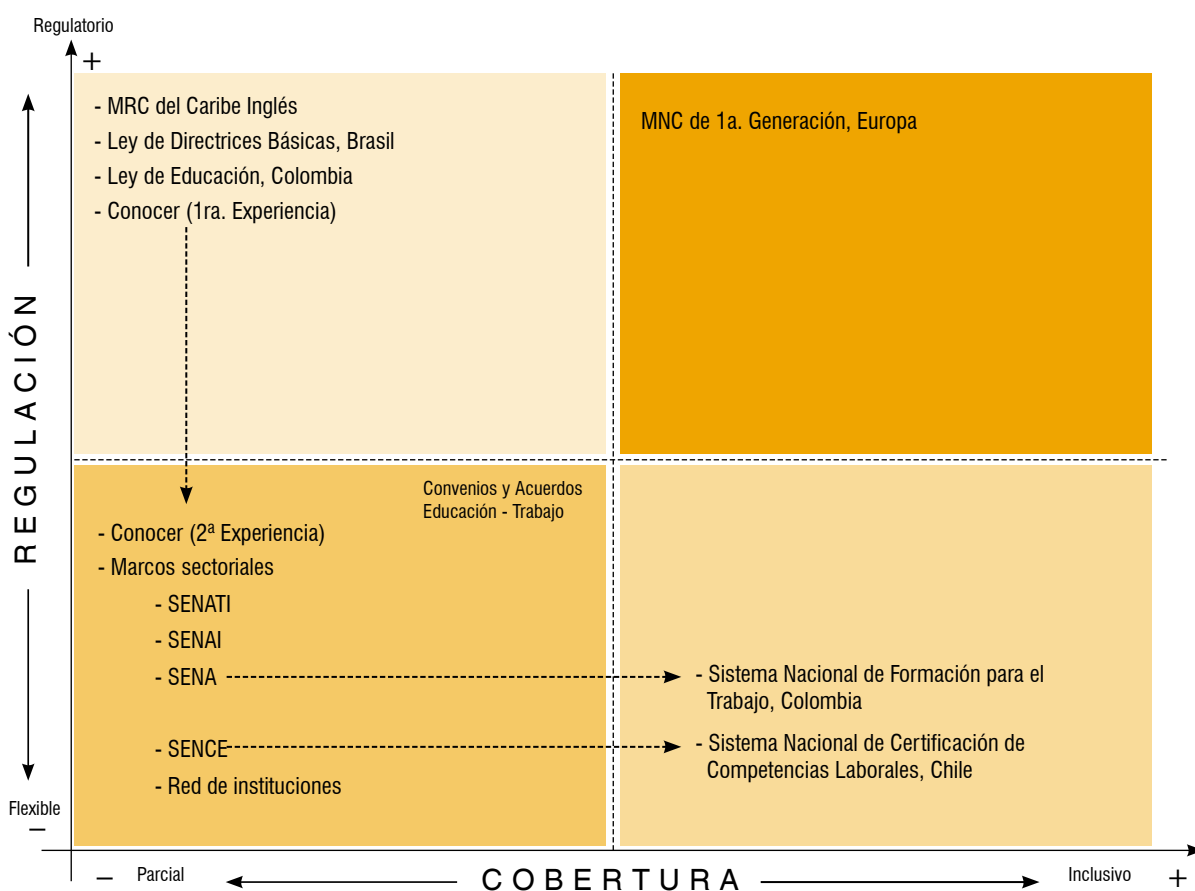 Regulatorio
+
- MRC del Caribe Inglés
- Ley de Directrices Básicas, Brasil
- Ley de Educación, Colombia
- Conocer (1ra. Experiencia)
MNC de 1a. Generación, Europa
REGULACIÓN
Convenios y Acuerdos
Educación - Trabajo
- Conocer (2ª Experiencia)
- Marcos sectoriales
- SENATI
- SENAI
- SENA
- SENCE
- Red de instituciones
- Sistema Nacional de Formación para el
Trabajo, Colombia
- Sistema Nacional de Certificación de
Competencias Laborales, Chile
Flexible
–
– Parcial
COBERTURA
Inclusivo +